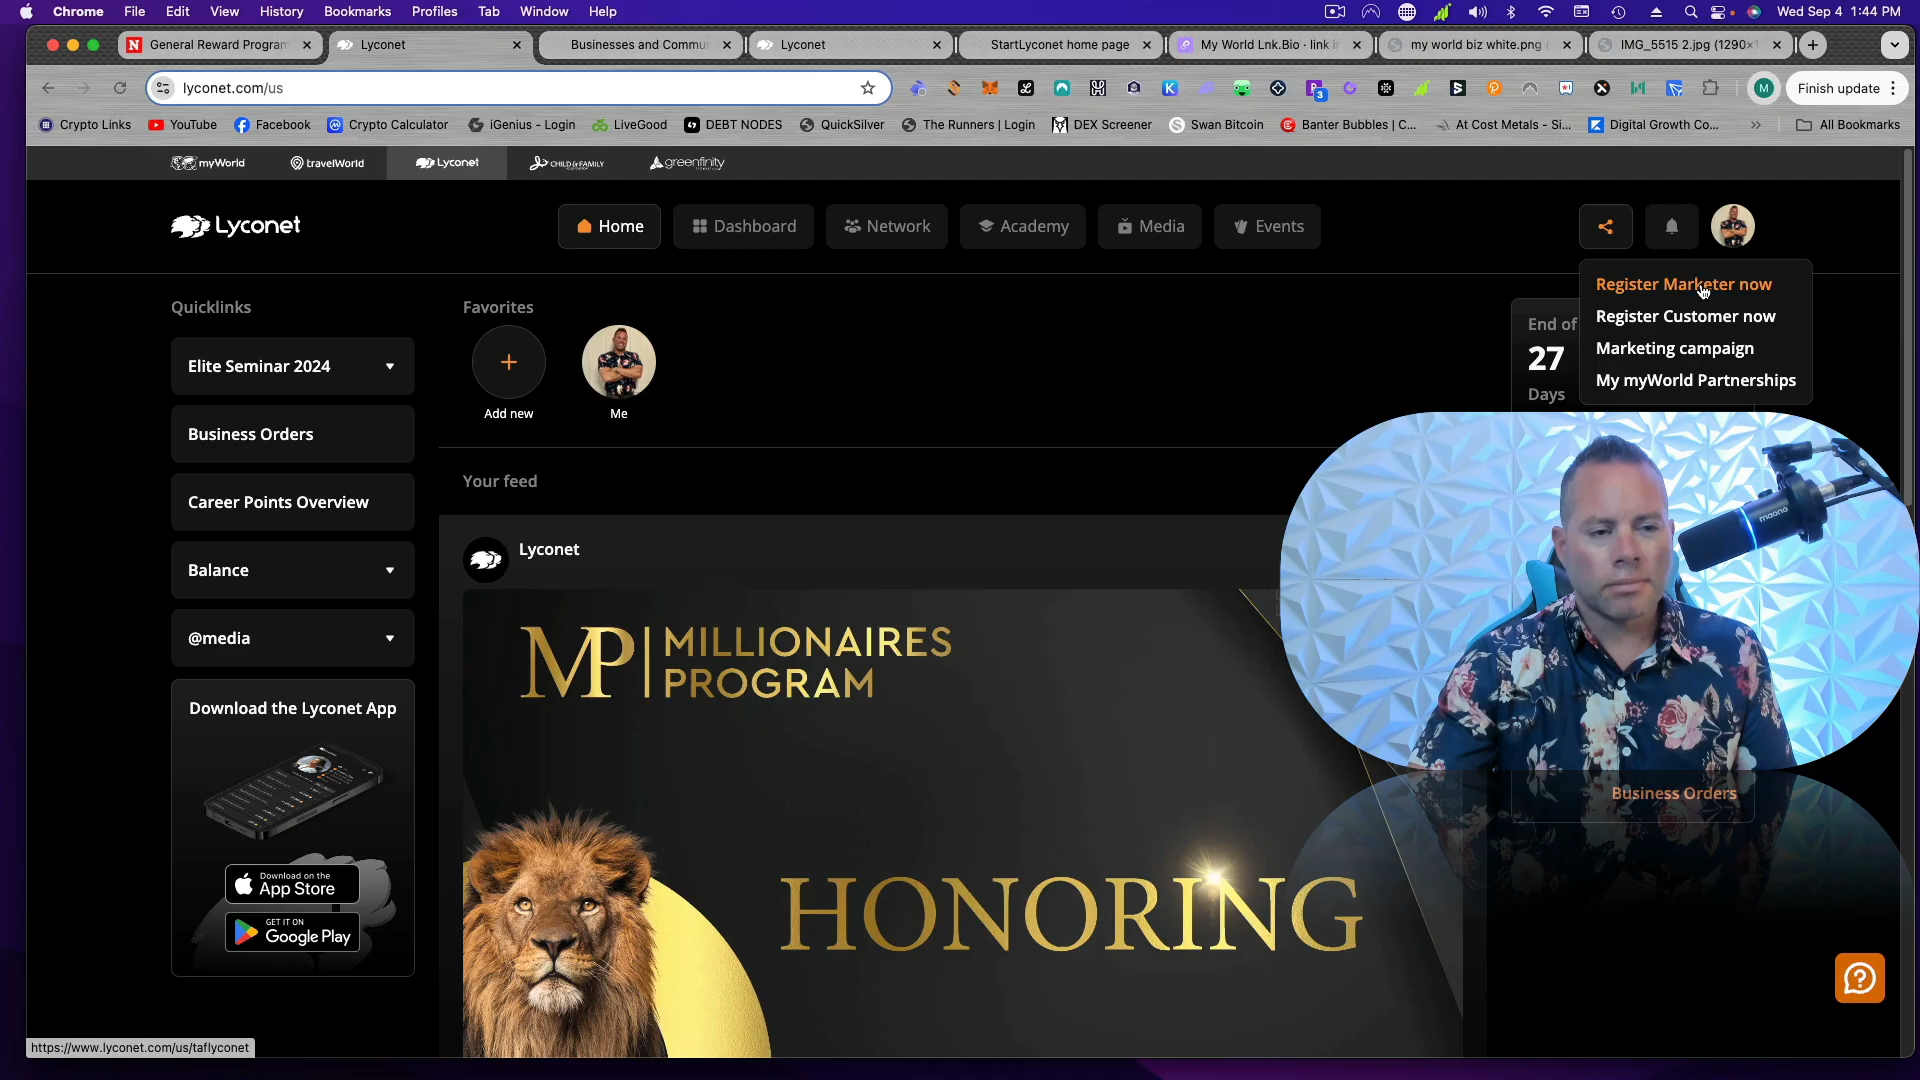 Chrome File Edit View History Bookmarks Profiles Tab Window Help Wed Sep 4 1:44 PM
General Reward Program Lyconet Businesses and Commu Lyconet StartLyconet home page My World Lnk.Bio · link i my world biz white.png IMG_5515 2.jpg (1290×1
lyconet.com/us 3 M Finish update
Crypto Links YouTube Facebook Crypto Calculator iGenius - Login LiveGood DEBT NODES QuickSilver The Runners | Login DEX Screener Swan Bitcoin Banter Bubbles | C... At Cost Metals - Si... Digital Growth Co... » All Bookmarks
myWorld travelWorld Lyconet CHILD & FAMILY greenfinity
Lyconet Home Dashboard Network Academy Media Events
Register Marketer now
Register Customer now
Marketing campaign
My myWorld Partnerships
Quicklinks
Elite Seminar 2024
Business Orders
Career Points Overview
Balance
@media
Download the Lyconet App
Download on the
App Store
GET IT ON
Google Play
Favorites
Add new Me
End of
27
Days
Your feed
Lyconet
MP MILLIONAIRES
PROGRAM
HONORING
maono
Business Orders
https://www.lyconet.com/us/taflyconet